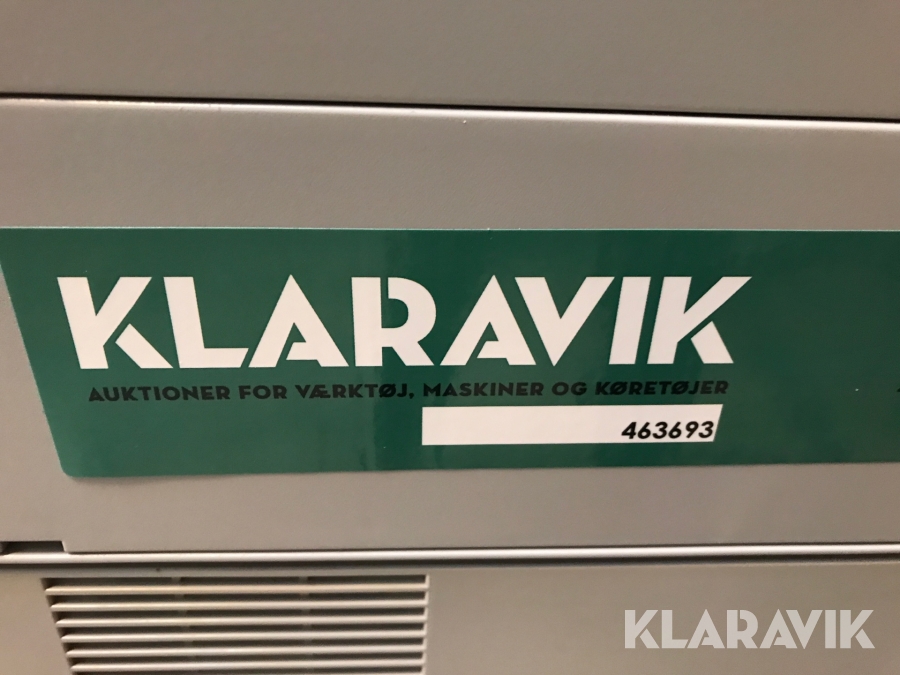 KLARAVIK
AUKTIONER FOR VÆRKTØJ, MASKINER OG KØRETØJER
463693
KLARAVIK